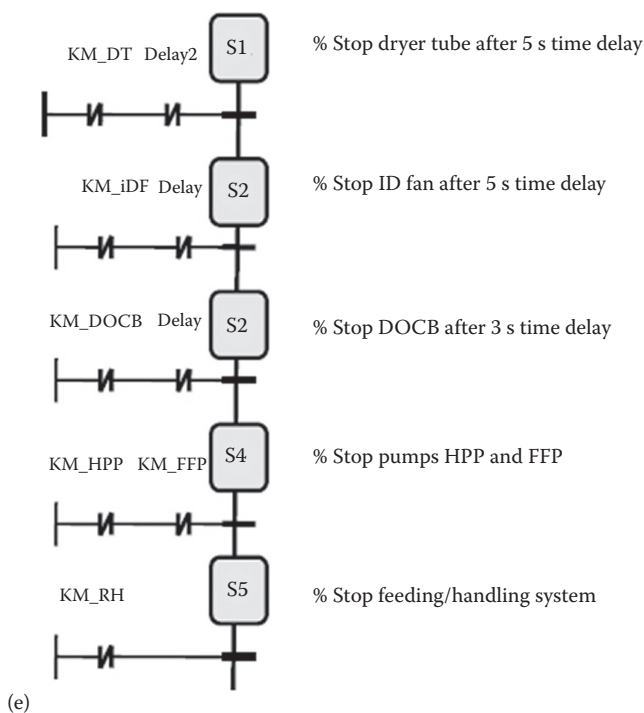 S1
% Stop dryer tube after 5 s time delay
KM_DT Delay2
S2
% Stop ID fan after 5 s time delay
KM_iDF Delay
S2
% Stop DOCB after 3 s time delay
KM_DOCB Delay
S4
% Stop pumps HPP and FFP
KM_HPP KM_FFP
S5
% Stop feeding/handling system
KM_RH
(e)